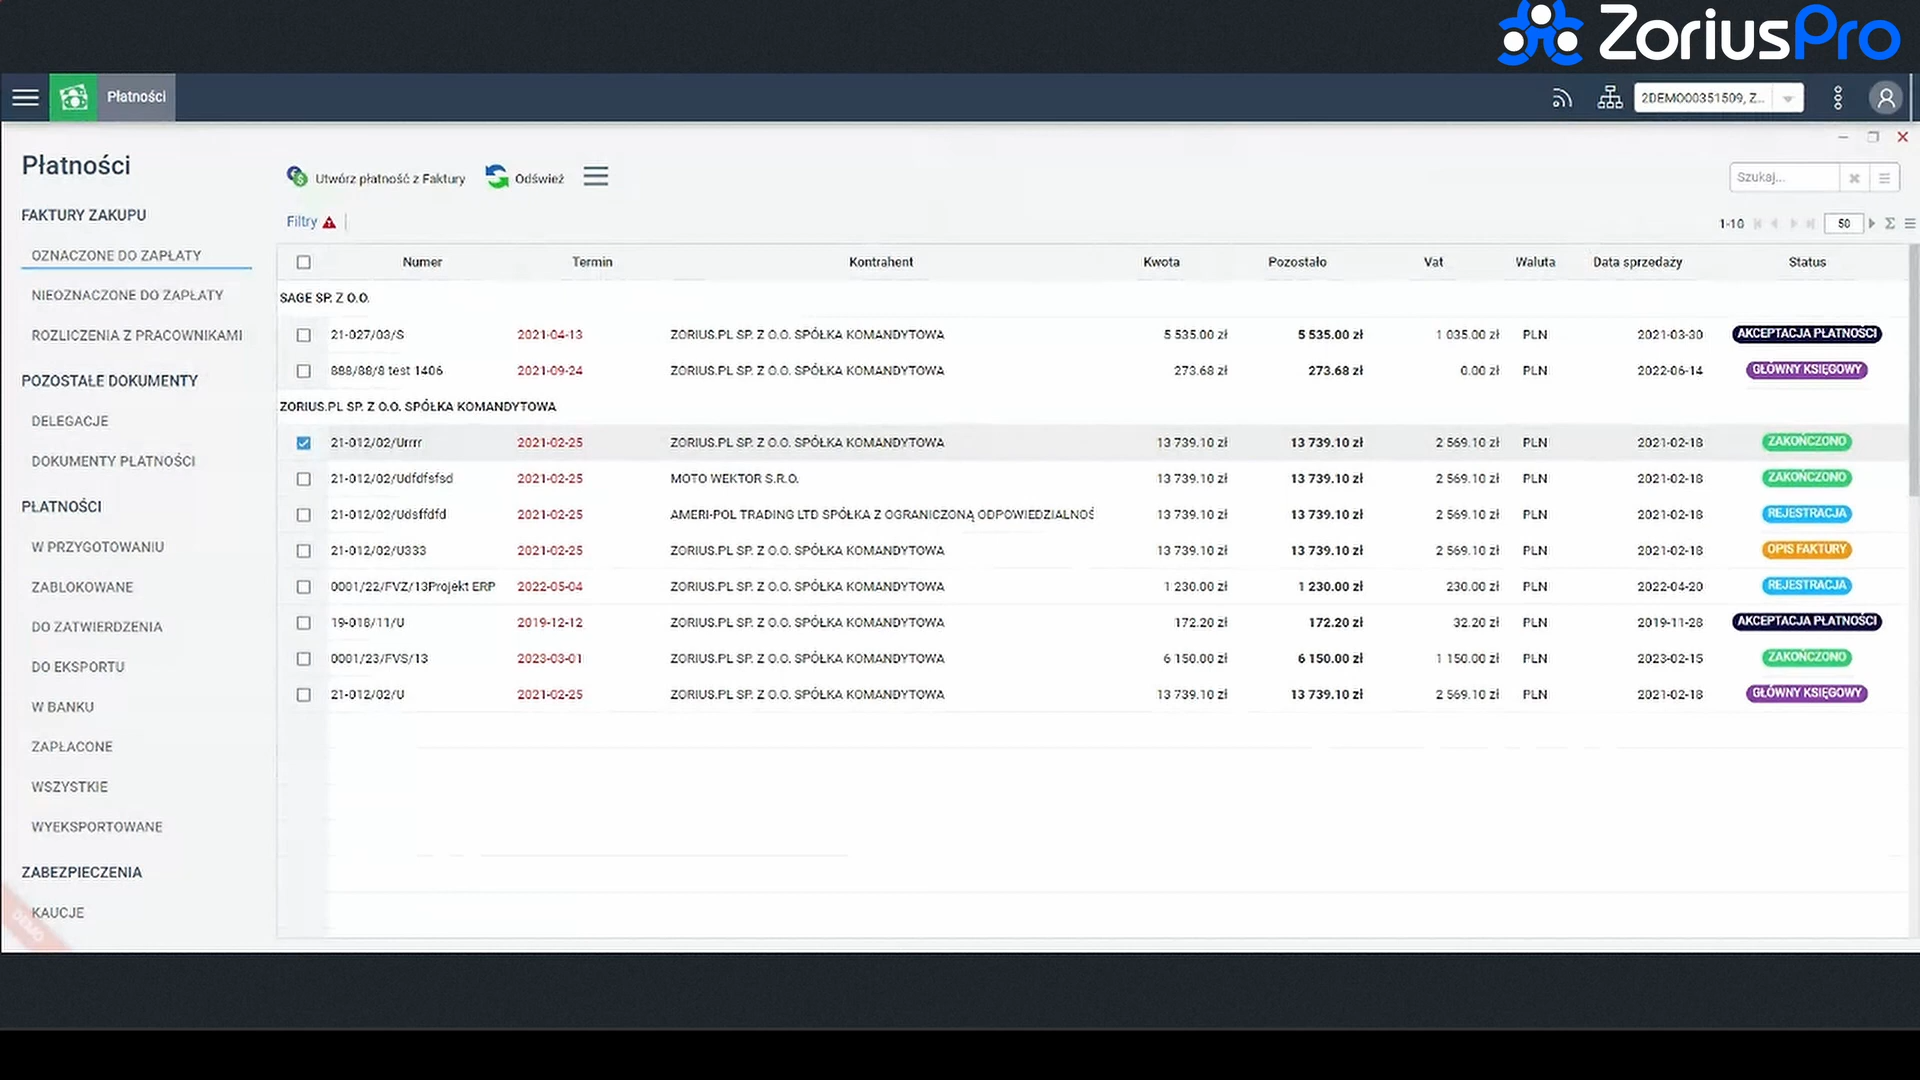 ZoriusPro
Płatności
2DEMO00351509, Z...
Płatności
Utwórz płatność z Faktury
Odśwież
Szukaj...
FAKTURY ZAKUPU
Filtry
1-10
50
OZNACZONE DO ZAPŁATY
NIEOZNACZONE DO ZAPŁATY
ROZLICZENIA Z PRACOWNIKAMI
POZOSTAŁE DOKUMENTY
DELEGACJE
DOKUMENTY PŁATNOŚCI
PŁATNOŚCI
W PRZYGOTOWANIU
ZABLOKOWANE
DO ZATWIERDZENIA
DO EKSPORTU
W BANKU
ZAPŁACONE
WSZYSTKIE
WYEKSPORTOWANE
ZABEZPIECZENIA
KAUCJE
DEMO
Numer Termin Kontrahent Kwota Pozostało Vat Waluta Data sprzedaży Status
SAGE SP. Z O.O.
21-027/03/S 2021-04-13 ZORIUS.PL SP. Z O.O. SPÓŁKA KOMANDYTOWA 5 535.00 zł 5 535.00 zł 1 035.00 zł PLN 2021-03-30 AKCEPTACJA PŁATNOŚCI
888/88/8 test 1406 2021-09-24 ZORIUS.PL SP. Z O.O. SPÓŁKA KOMANDYTOWA 273.68 zł 273.68 zł 0.00 zł PLN 2022-06-14 GŁÓWNY KSIĘGOWY
ZORIUS.PL SP. Z O.O. SPÓŁKA KOMANDYTOWA
21-012/02/Urrrr 2021-02-25 ZORIUS.PL SP. Z O.O. SPÓŁKA KOMANDYTOWA 13 739.10 zł 13 739.10 zł 2 569.10 zł PLN 2021-02-18 ZAKOŃCZONO
21-012/02/Udfdfsfsd 2021-02-25 MOTO WEKTOR S.R.O. 13 739.10 zł 13 739.10 zł 2 569.10 zł PLN 2021-02-18 ZAKOŃCZONO
21-012/02/Udsffdfd 2021-02-25 AMERI-POL TRADING LTD SPÓŁKA Z OGRANICZONĄ ODPOWIEDZIALNOŚ 13 739.10 zł 13 739.10 zł 2 569.10 zł PLN 2021-02-18 REJESTRACJA
21-012/02/U333 2021-02-25 ZORIUS.PL SP. Z O.O. SPÓŁKA KOMANDYTOWA 13 739.10 zł 13 739.10 zł 2 569.10 zł PLN 2021-02-18 OPIS FAKTURY
0001/22/FVZ/13Projekt ERP 2022-05-04 ZORIUS.PL SP. Z O.O. SPÓŁKA KOMANDYTOWA 1 230.00 zł 1 230.00 zł 230.00 zł PLN 2022-04-20 REJESTRACJA
19-018/11/U 2019-12-12 ZORIUS.PL SP. Z O.O. SPÓŁKA KOMANDYTOWA 172.20 zł 172.20 zł 32.20 zł PLN 2019-11-28 AKCEPTACJA PŁATNOŚCI
0001/23/FVS/13 2023-03-01 ZORIUS.PL SP. Z O.O. SPÓŁKA KOMANDYTOWA 6 150.00 zł 6 150.00 zł 1 150.00 zł PLN 2023-02-15 ZAKOŃCZONO
21-012/02/U 2021-02-25 ZORIUS.PL SP. Z O.O. SPÓŁKA KOMANDYTOWA 13 739.10 zł 13 739.10 zł 2 569.10 zł PLN 2021-02-18 GŁÓWNY KSIĘGOWY